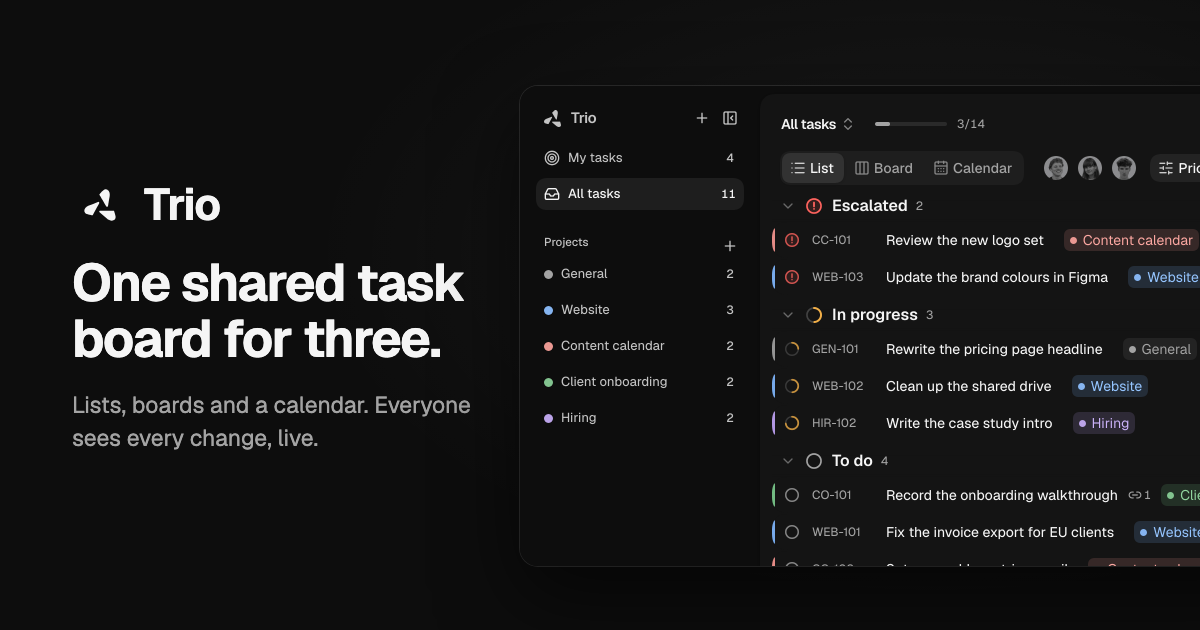 Trio
One shared task
board for three.
Lists, boards and a calendar. Everyone
sees every change, live.
Trio
My tasks 4
All tasks 11
Projects
General 2
Website 3
Content calendar 2
Client onboarding 2
Hiring 2
All tasks 3/14
List Board Calendar
Escalated 2
CC-101 Review the new logo set Content calendar
WEB-103 Update the brand colours in Figma Website
In progress 3
GEN-101 Rewrite the pricing page headline General
WEB-102 Clean up the shared drive Website
HIR-102 Write the case study intro Hiring
To do 4
CO-101 Record the onboarding walkthrough 1
WEB-101 Fix the invoice export for EU clients Website